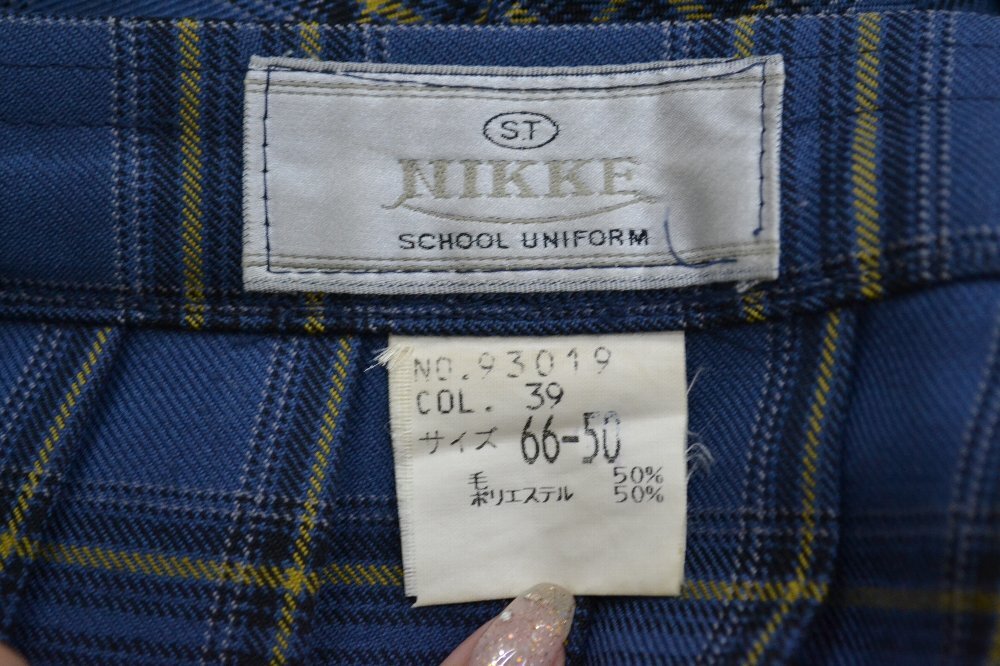 S.T
NIKKE
SCHOOL UNIFORM
NO.93019
COL. 39
サイズ 66-50
毛 50%
ポリエステル 50%